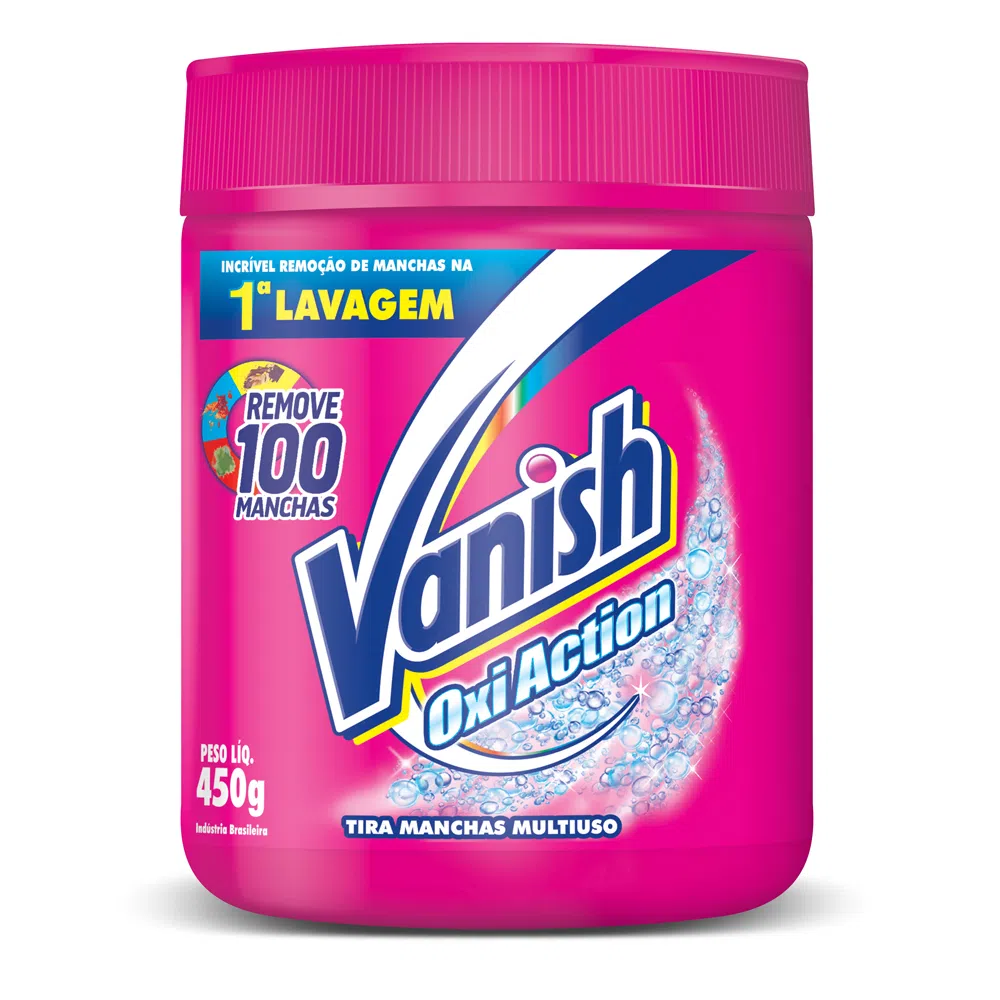 INCRÍVEL REMOÇÃO DE MANCHAS NA
1ª LAVAGEM
REMOVE
100
MANCHAS
Vanish
Oxi Action
PESO LÍQ.
450g
Indústria Brasileira
TIRA MANCHAS MULTIUSO